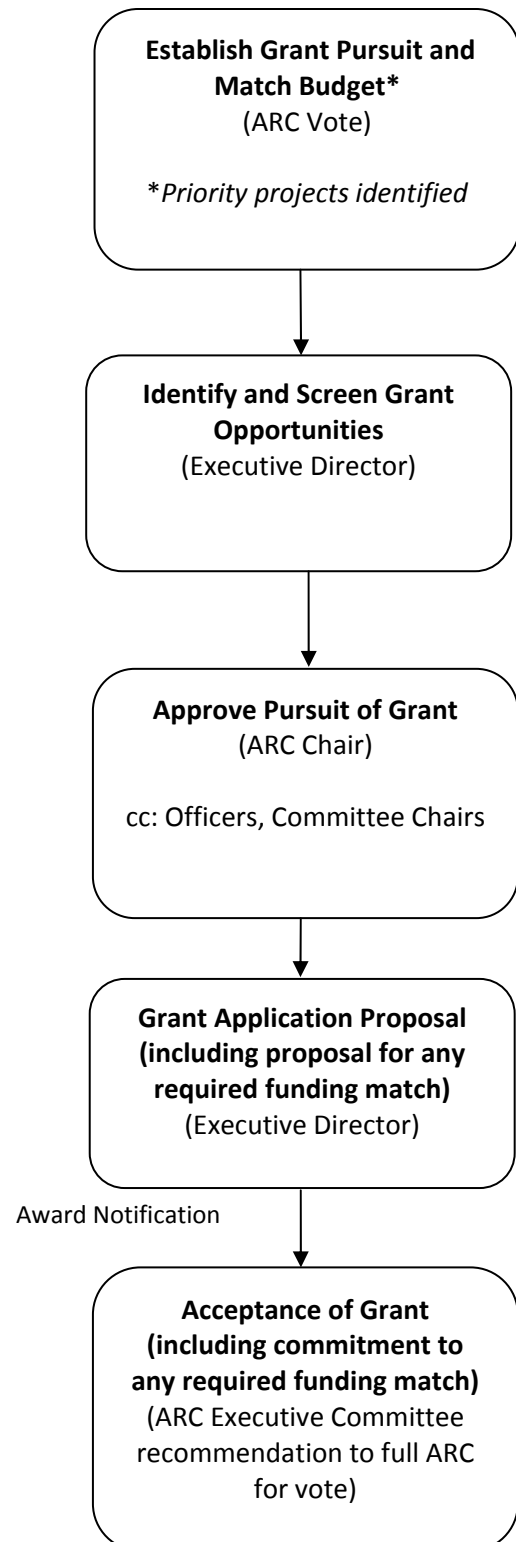 Establish Grant Pursuit and
Match Budget*
(ARC Vote)
*Priority projects identified
Identify and Screen Grant
Opportunities
(Executive Director)
Approve Pursuit of Grant
(ARC Chair)
cc: Officers, Committee Chairs
Grant Application Proposal
(including proposal for any
required funding match)
(Executive Director)
Award Notification
Acceptance of Grant
(including commitment to
any required funding match)
(ARC Executive Committee
recommendation to full ARC
for vote)